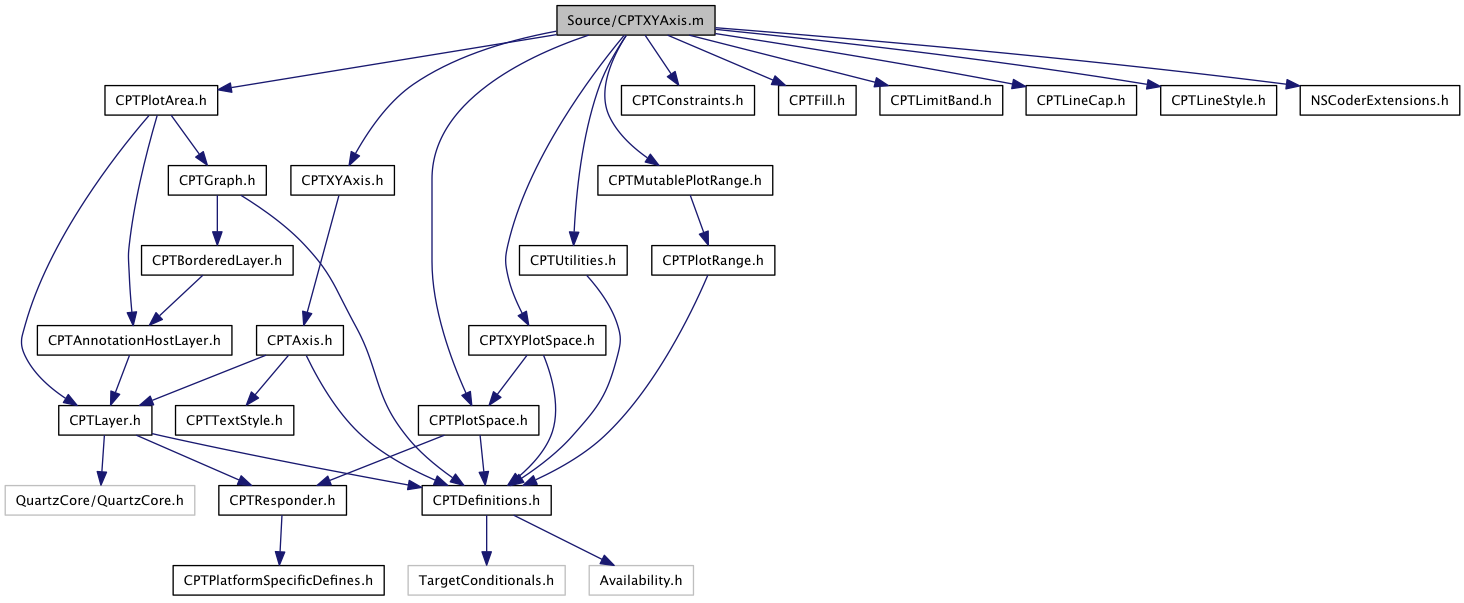 Source/CPTXYAxis.m
CPTPlotArea.h
CPTConstraints.h
CPTFill.h
CPTLimitBand.h
CPTLineCap.h
CPTLineStyle.h
NSCoderExtensions.h
CPTGraph.h
CPTXYAxis.h
CPTMutablePlotRange.h
CPTBorderedLayer.h
CPTUtilities.h
CPTPlotRange.h
CPTAnnotationHostLayer.h
CPTAxis.h
CPTXYPlotSpace.h
CPTLayer.h
CPTTextStyle.h
CPTPlotSpace.h
QuartzCore/QuartzCore.h
CPTResponder.h
CPTDefinitions.h
CPTPlatformSpecificDefines.h
TargetConditionals.h
Availability.h